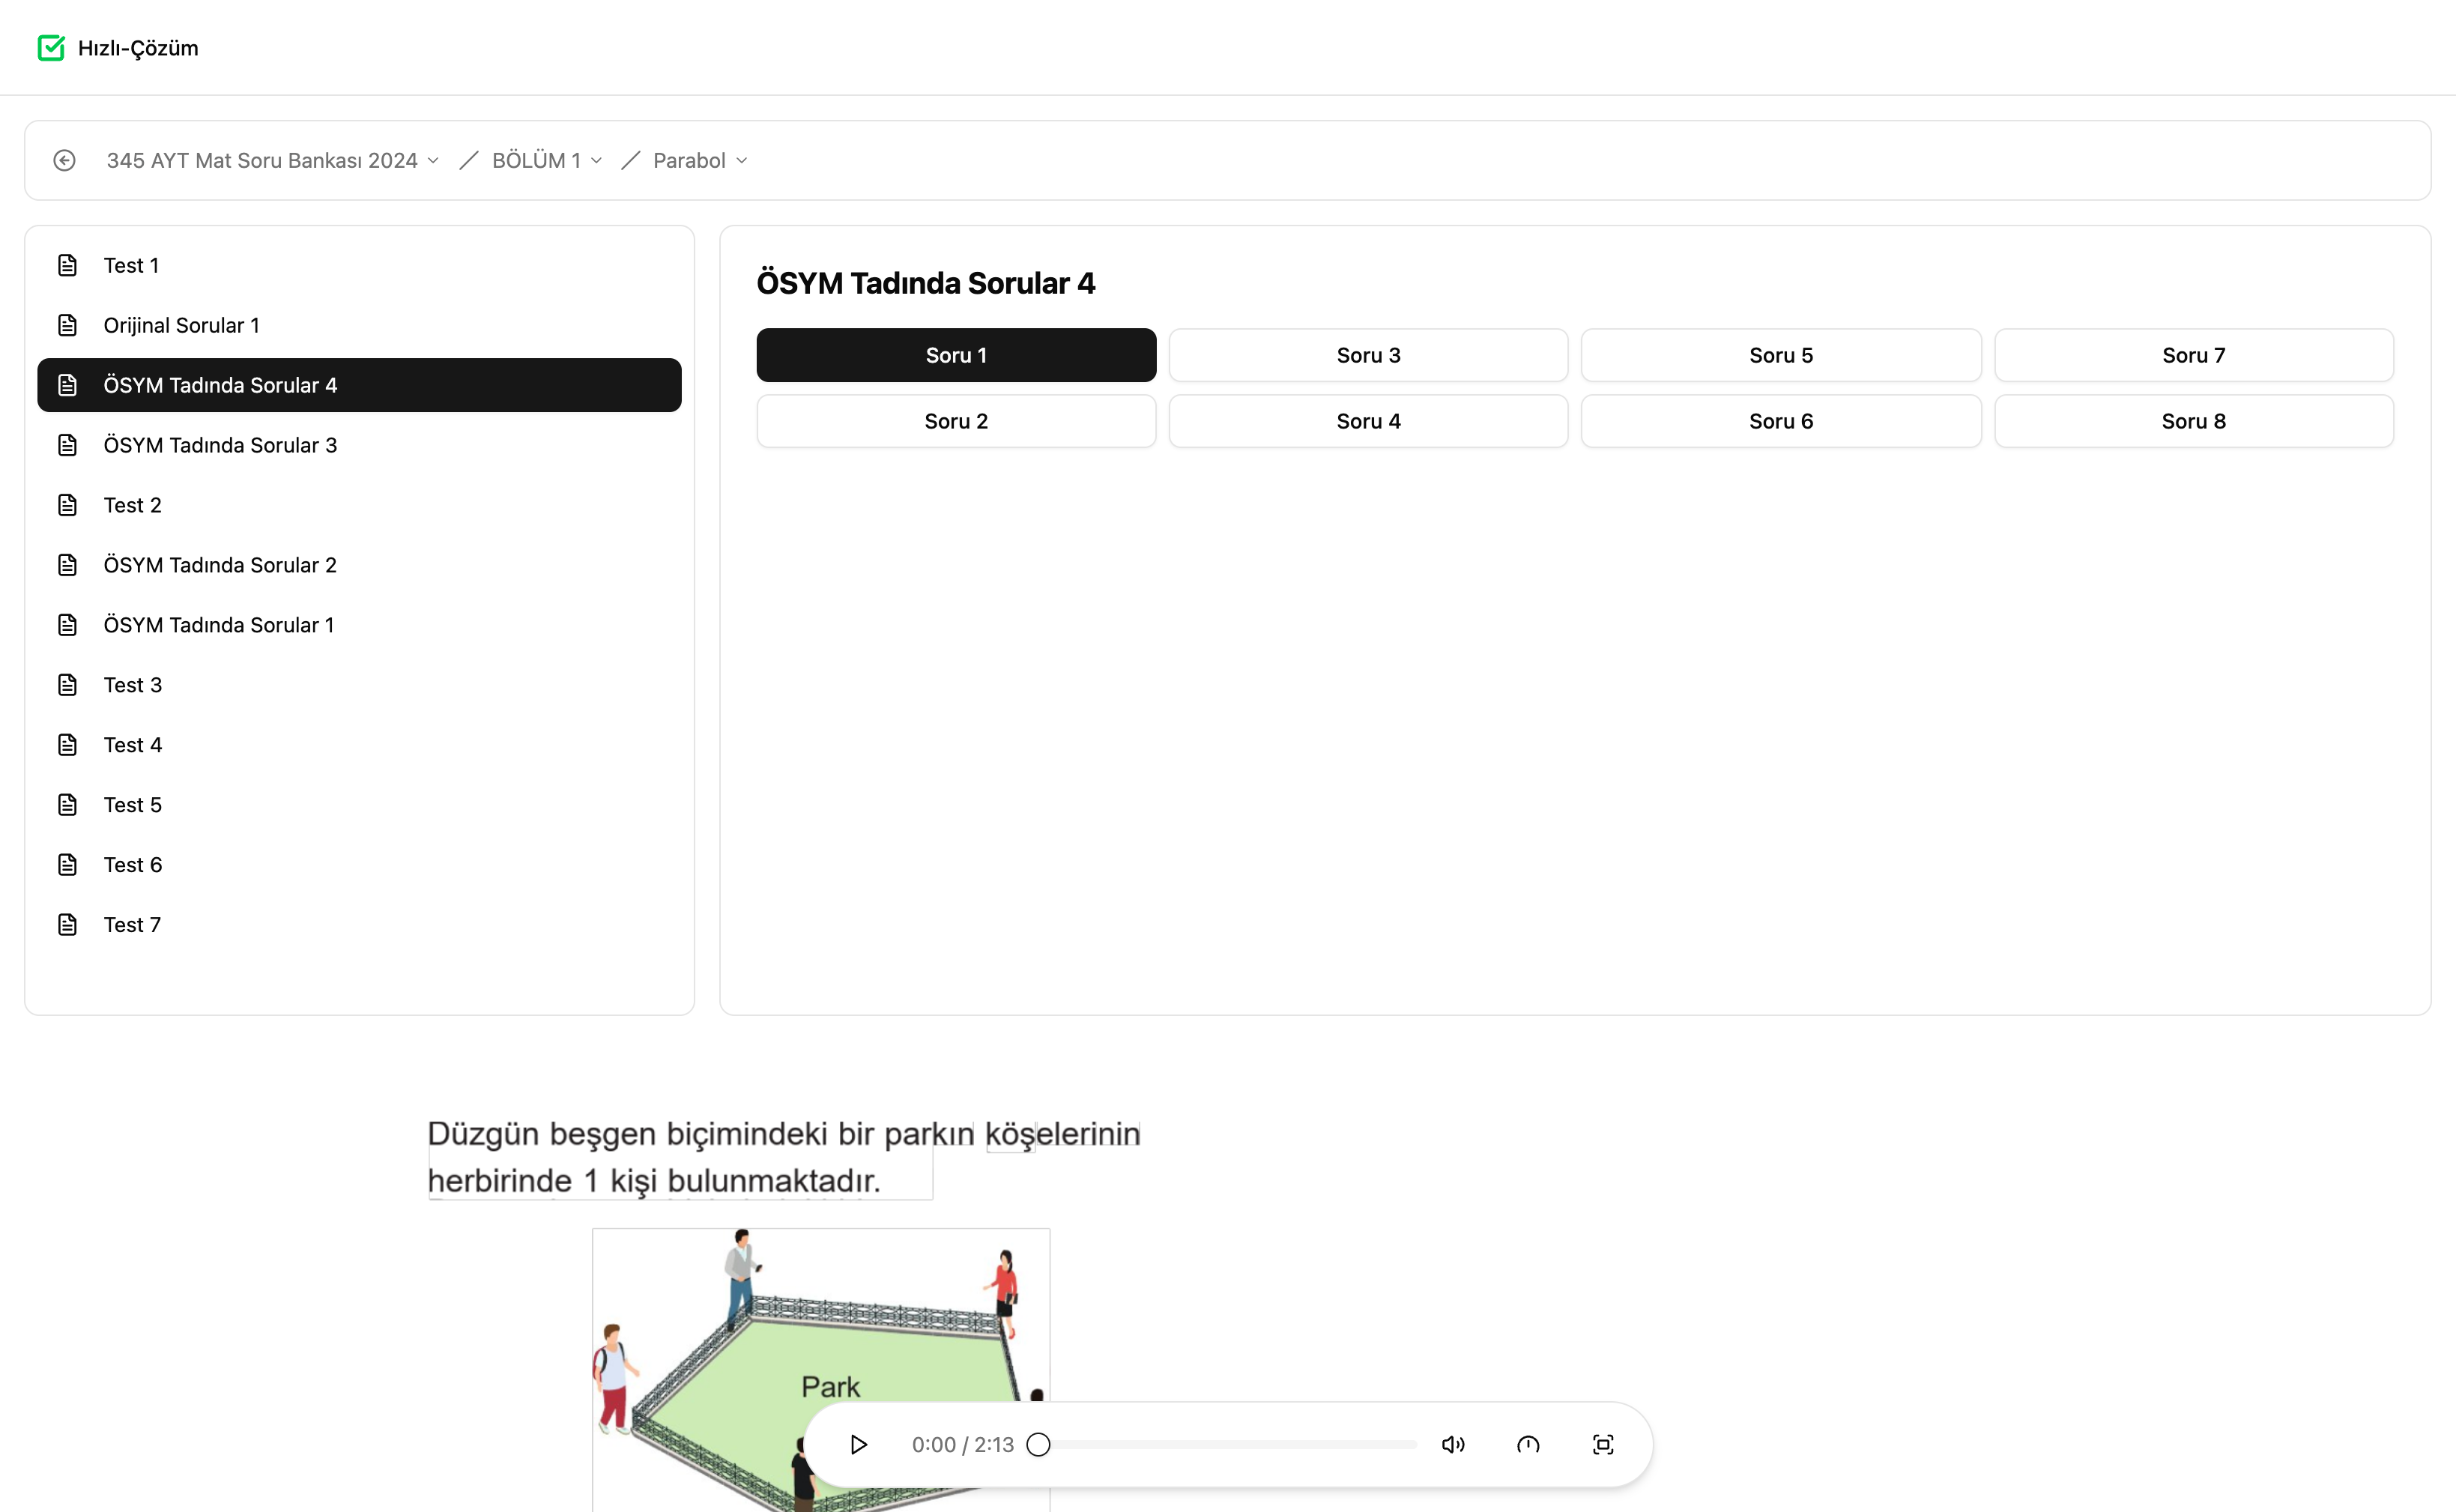 Hızlı-Çözüm
345 AYT Mat Soru Bankası 2024 / BÖLÜM 1 / Parabol
Test 1
Orijinal Sorular 1
ÖSYM Tadında Sorular 4
ÖSYM Tadında Sorular 3
Test 2
ÖSYM Tadında Sorular 2
ÖSYM Tadında Sorular 1
Test 3
Test 4
Test 5
Test 6
Test 7
ÖSYM Tadında Sorular 4
Soru 1 Soru 3 Soru 5 Soru 7
Soru 2 Soru 4 Soru 6 Soru 8
Düzgün beşgen biçimindeki bir parkın köşelerinin
herbirinde 1 kişi bulunmaktadır.
Park
0:00 / 2:13